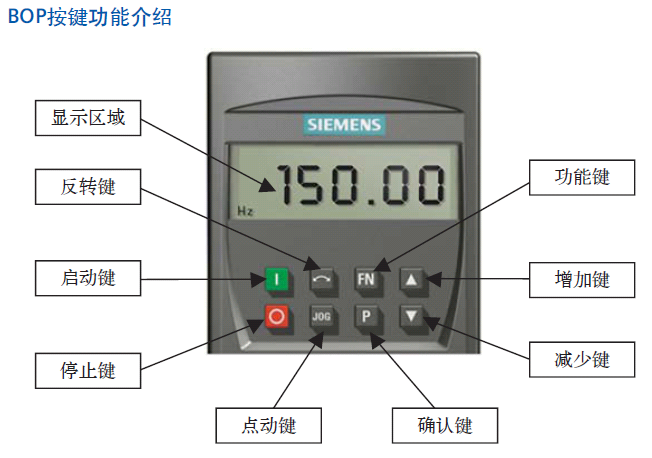 BOP按键功能介绍
显示区域
SIEMENS
反转键
150.00
功能键
Hz
启动键
I
FN
增加键
停止键
JOG
P
减少键
点动键
确认键